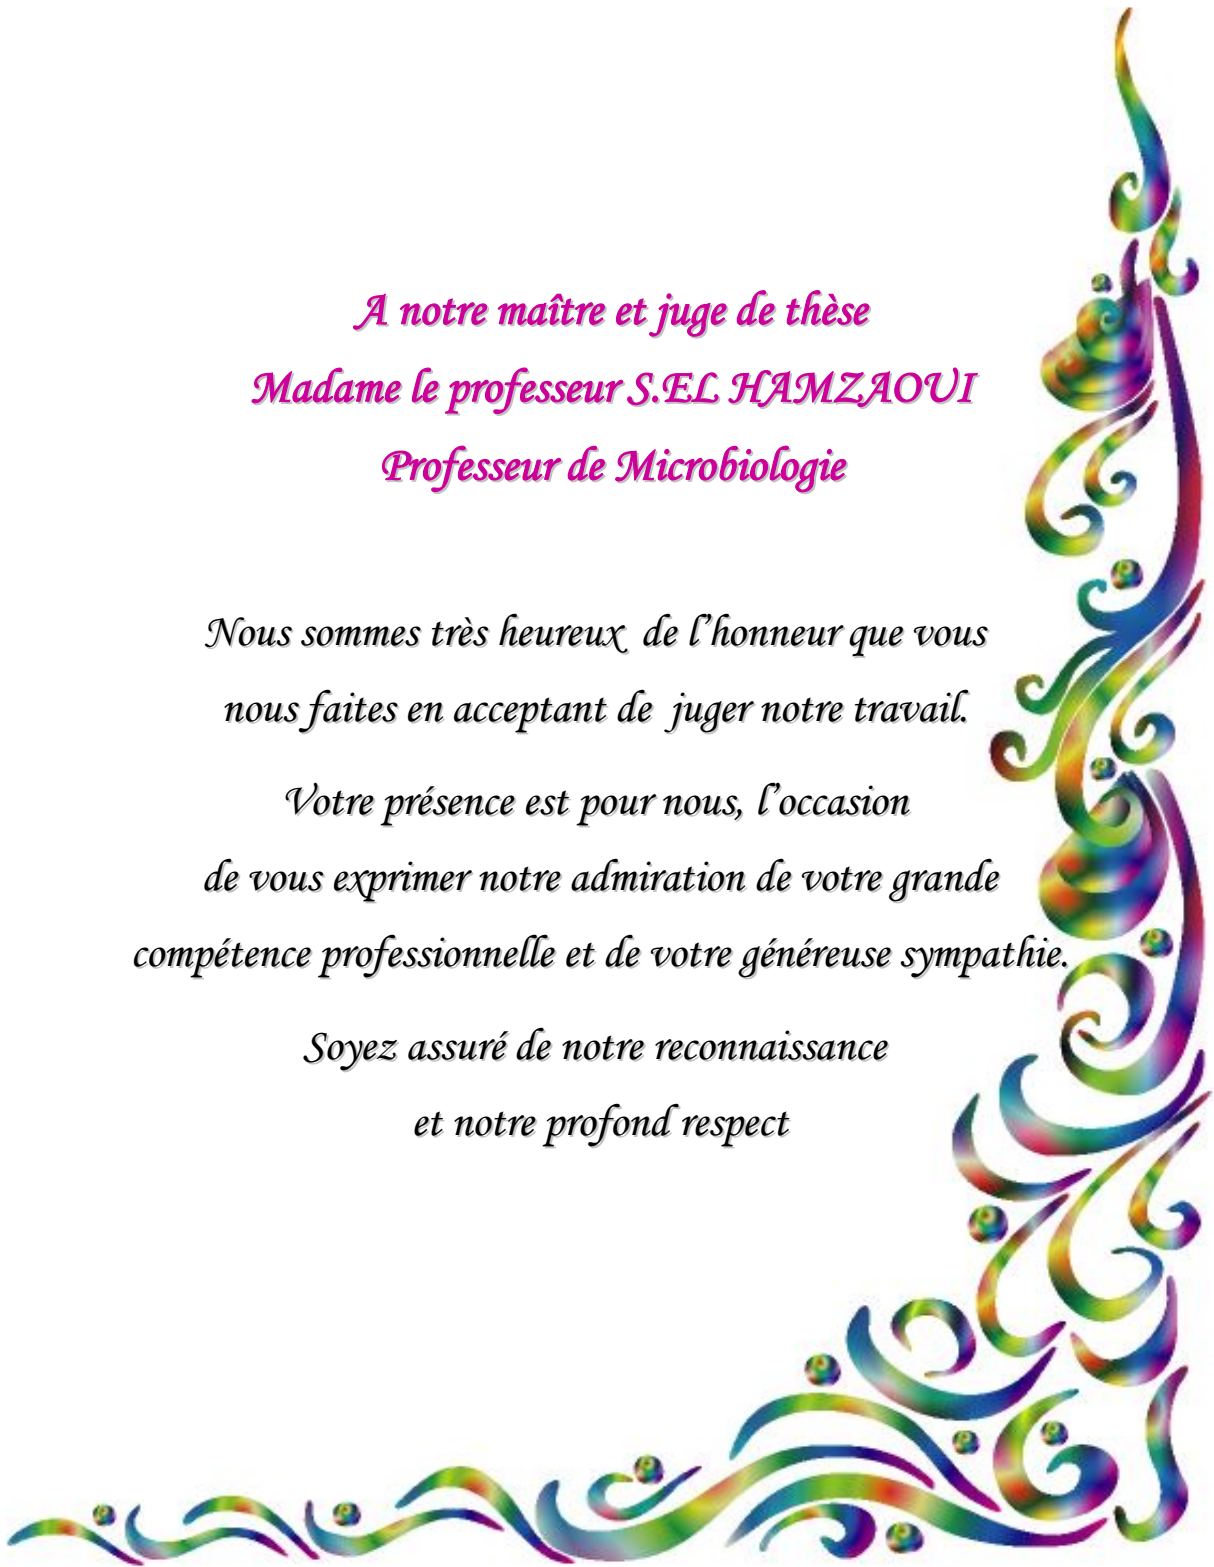 A notre maître et juge de thèse
Madame le professeur S.EL HAMZAOUI
Professeur de Microbiologie
Nous sommes très heureux de l'honneur que vous
nous faites en acceptant de juger notre travail.
Votre présence est pour nous, l'occasion
de vous exprimer notre admiration de votre grande
compétence professionnelle et de votre généreuse sympathie.
Soyez assuré de notre reconnaissance
et notre profond respect